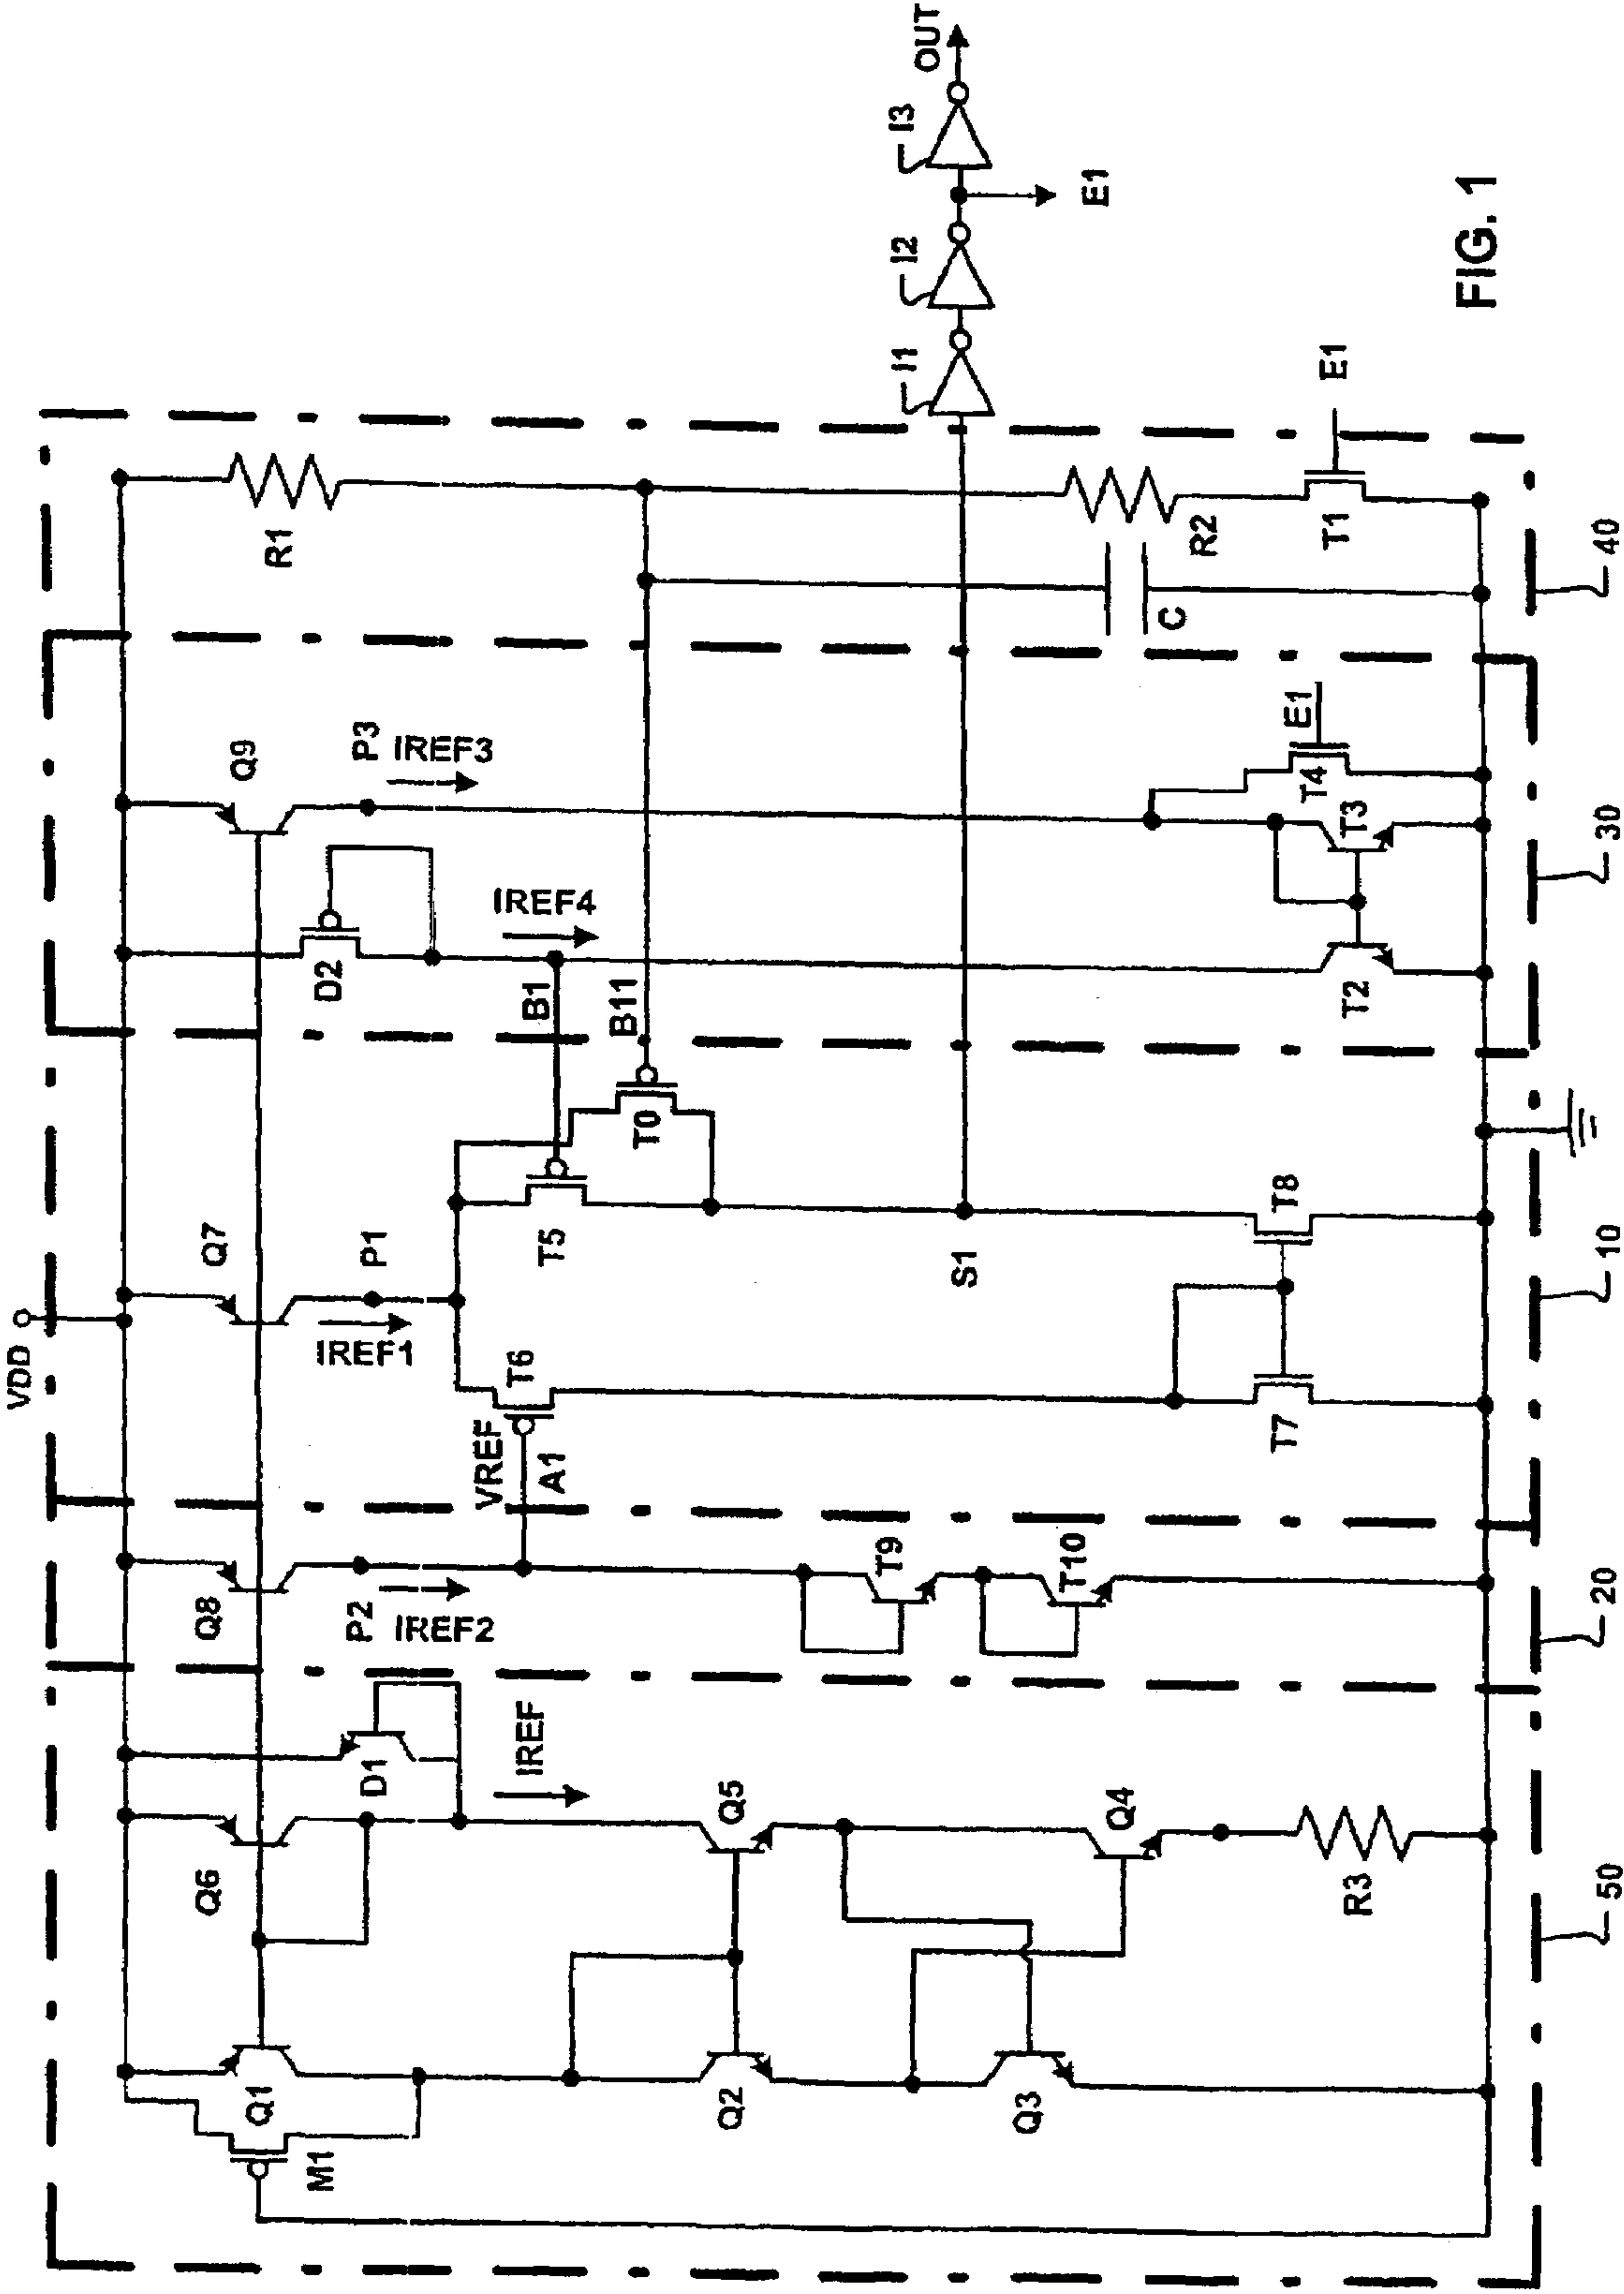 VDD
Q1
M1
Q6
D1
IREF
Q2
Q5
Q3
Q4
R3
50
Q8
P2
IREF2
VREF
A1
T9
T10
20
Q7
P1
IREF1
T6
T5
T0
S1
T7
T8
10
Q9
P3
IREF3
D2
IREF4
B1
B11
E1
T4
T3
T2
30
R1
R2
C
T1
E1
40
I1
I2
I3
OUT
E1
FIG. 1